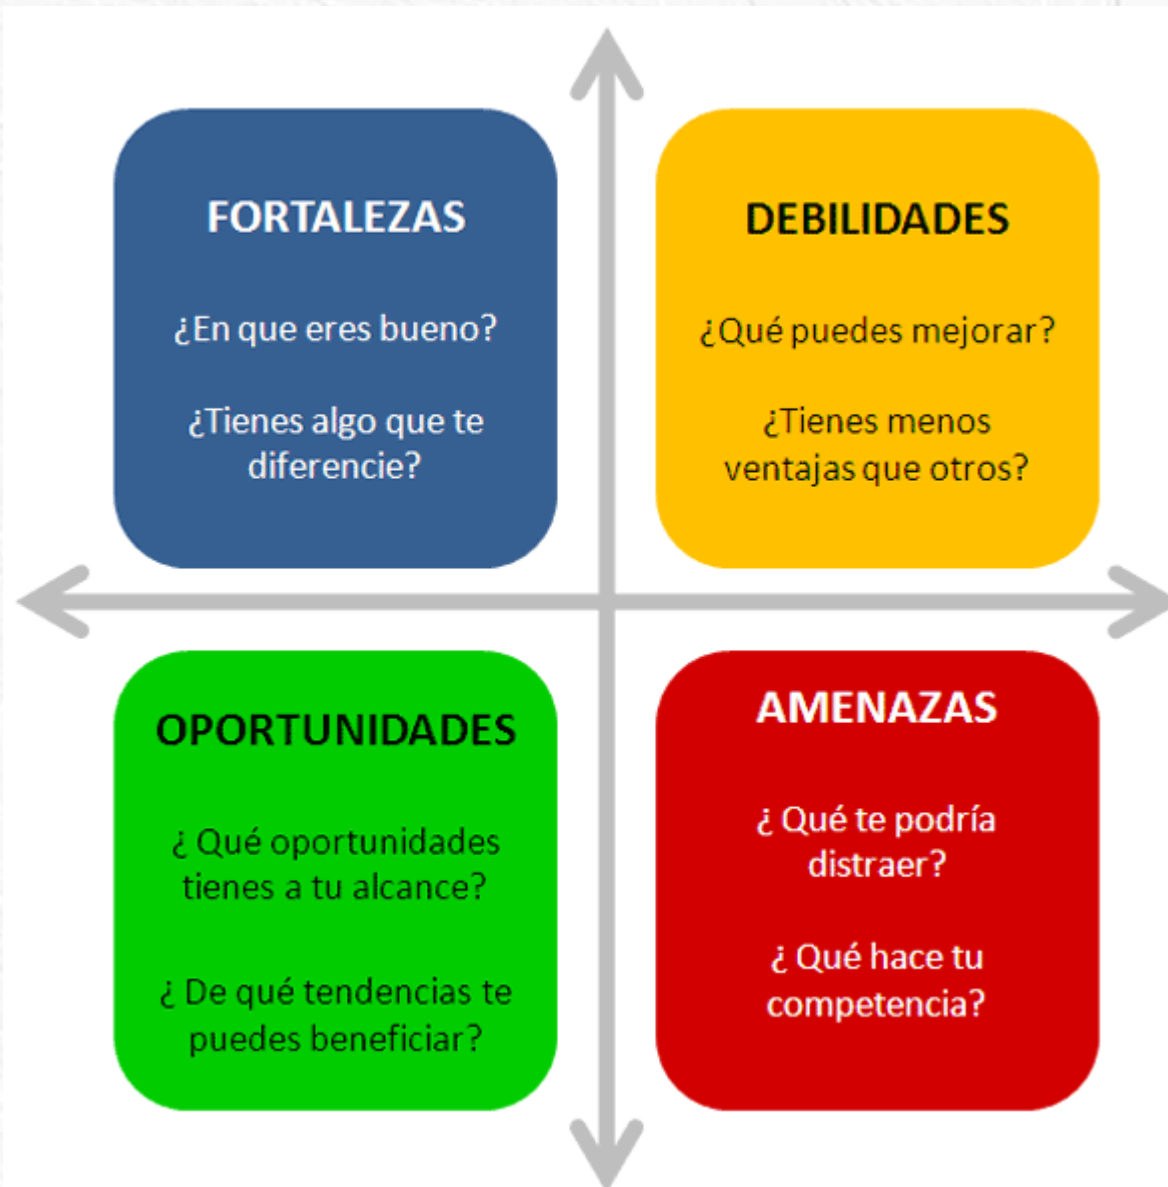 FORTALEZAS
¿En que eres bueno?
¿Tienes algo que te
diferencie?
DEBILIDADES
¿Qué puedes mejorar?
¿Tienes menos
ventajas que otros?
OPORTUNIDADES
¿ Qué oportunidades
tienes a tu alcance?
¿ De qué tendencias te
puedes beneficiar?
AMENAZAS
¿ Qué te podría
distraer?
¿ Qué hace tu
competencia?